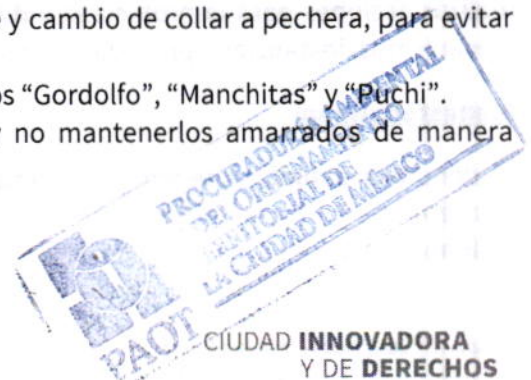 y cambio de collar a pechera, para evitar
os “Gordolfo”, “Manchitas” y “Puchi”.
no mantenerlos amarrados de manera
PROCURADURÍA AMBIENTAL
DEL ORDENAMIENTO
TERRITORIAL DE
LA CIUDAD DE MÉXICO
PAOT
CIUDAD INNOVADORA
Y DE DERECHOS